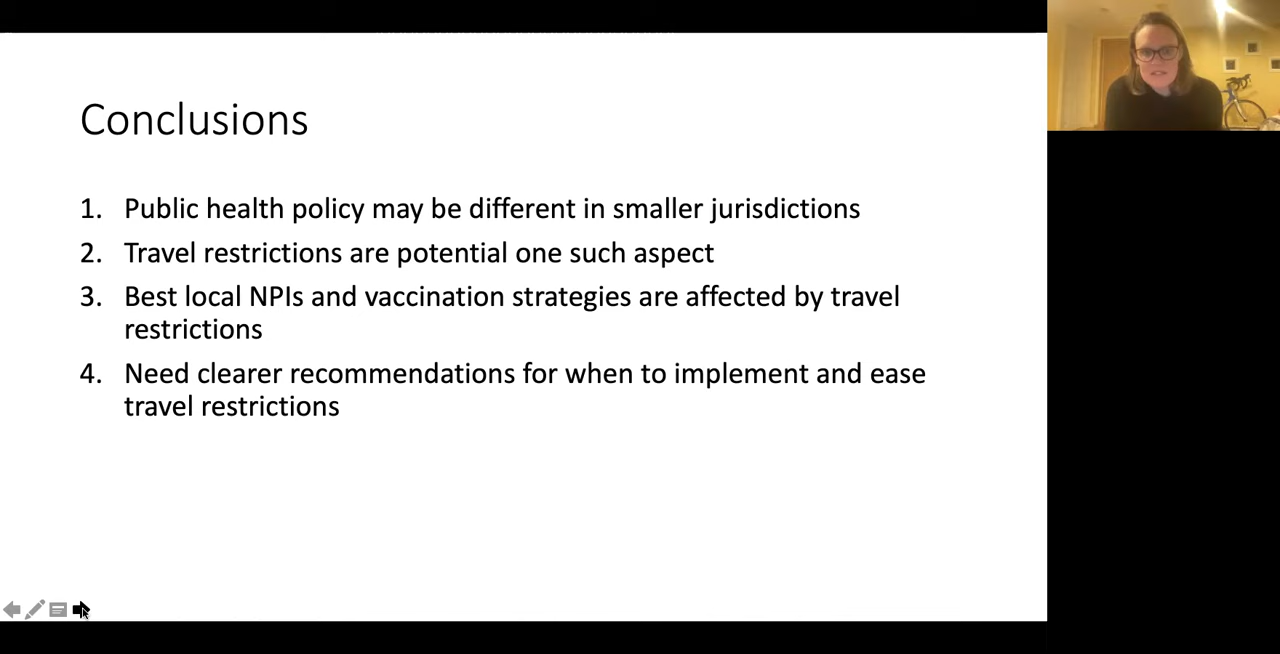 Conclusions
1. Public health policy may be different in smaller jurisdictions
2. Travel restrictions are potential one such aspect
3. Best local NPIs and vaccination strategies are affected by travel
restrictions
4. Need clearer recommendations for when to implement and ease
travel restrictions